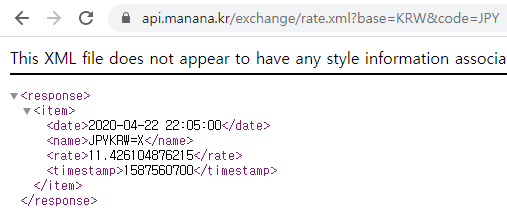 api.manana.kr/exchange/rate.xml?base=KRW&code=JPY
This XML file does not appear to have any style information associa
▼<response>
▼<item>
<date>2020-04-22 22:05:00</date>
<name>JPYKRW=X</name>
<rate>11.426104876215</rate>
<timestamp>1587560700</timestamp>
</item>
</response>